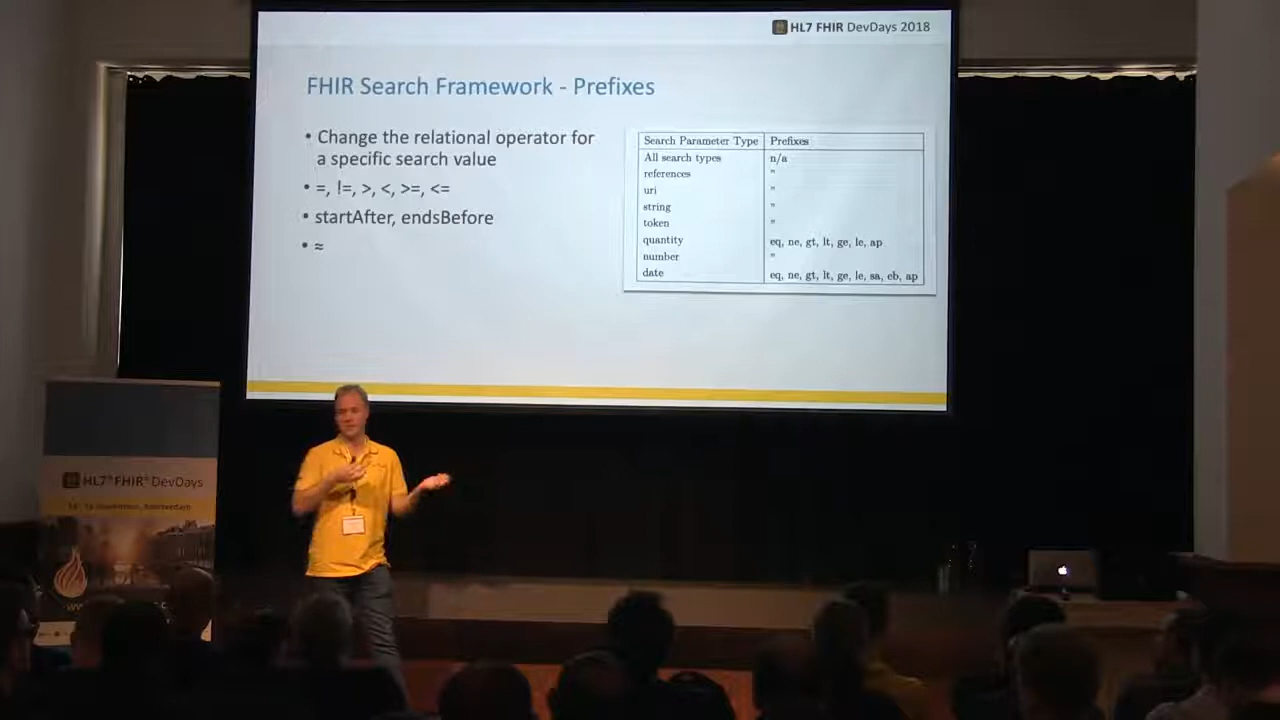 HL7 FHIR DevDays 2018
FHIR Search Framework - Prefixes
• Change the relational operator for
a specific search value
• =, !=, >, <, >=, <=
• startAfter, endsBefore
• ≈
Search Parameter Type Prefixes
All search types n/a
references "
uri "
string "
token "
quantity eq, ne, gt, lt, ge, le, ap
number "
date eq, ne, gt, lt, ge, le, sa, eb, ap
HL7® FHIR® DevDays
November, Amsterdam